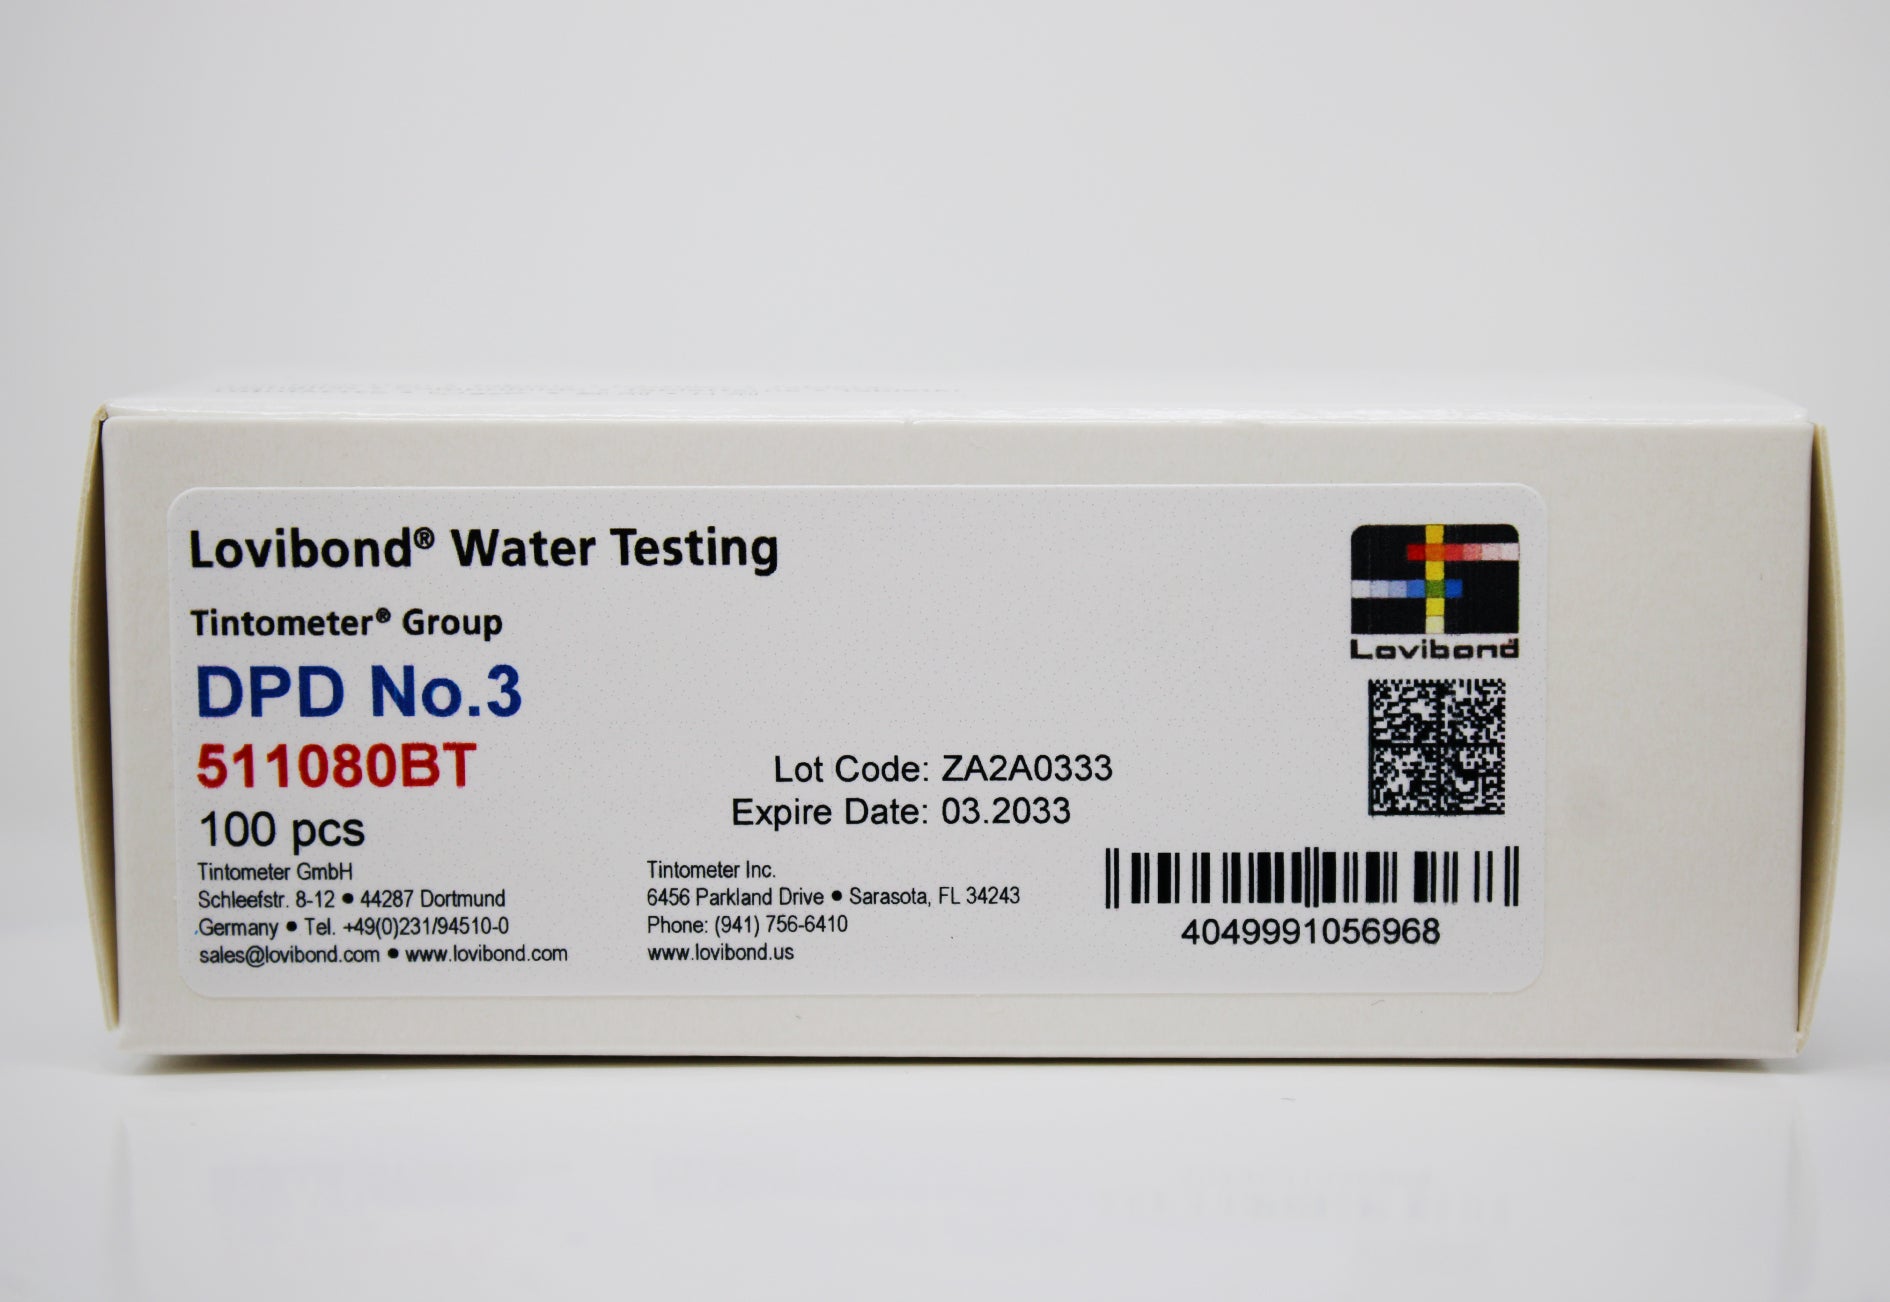 Lovibond® Water Testing
Tintometer® Group
DPD No.3
511080BT
100 pcs
Lot Code: ZA2A0333
Expire Date: 03.2033
Tintometer GmbH
Schleefstr. 8-12 • 44287 Dortmund
Germany • Tel. +49(0)231/94510-0
sales@lovibond.com • www.lovibond.com
Tintometer Inc.
6456 Parkland Drive • Sarasota, FL 34243
Phone: (941) 756-6410
www.lovibond.us
Lovibond
4049991056968